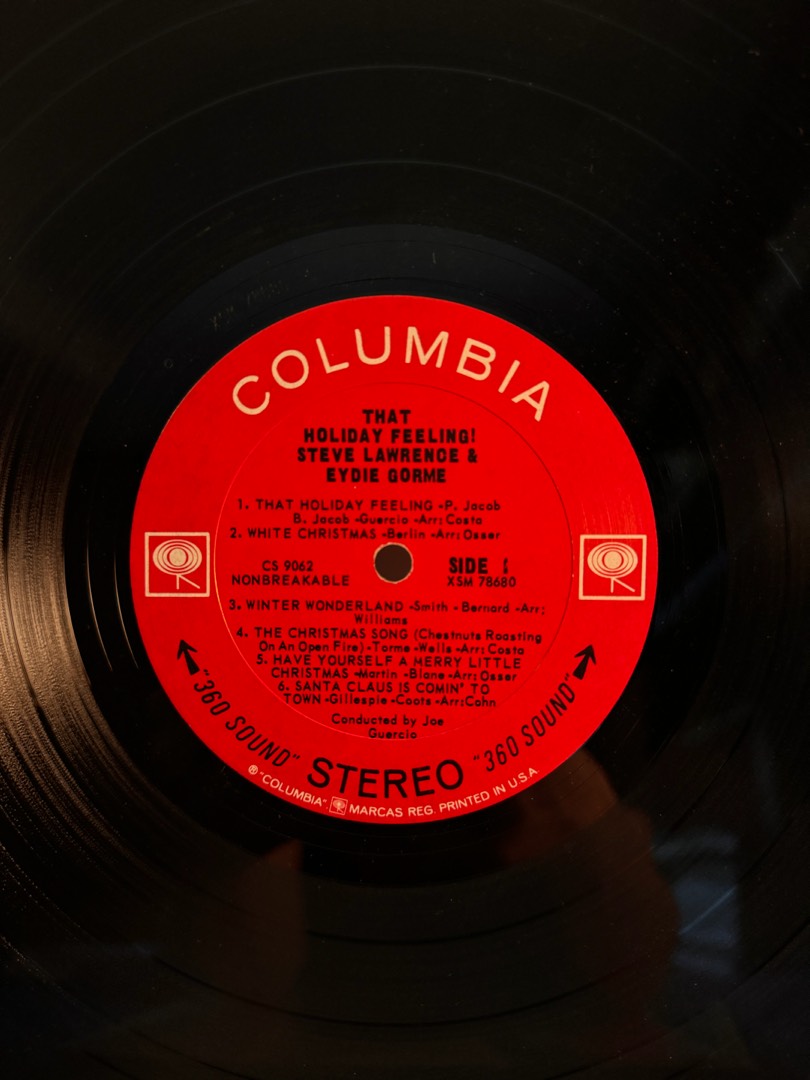 COLUMBIA
THAT
HOLIDAY FEELING!
STEVE LAWRENCE &
EYDIE GORME
1. THAT HOLIDAY FEELING -P. Jacob
B. Jacob -Guercio -Arr: Costa
2. WHITE CHRISTMAS -Berlin -Arr: Osser
CS 9062
NONBREAKABLE
SIDE 1
XSM 78680
3. WINTER WONDERLAND -Smith - Bernard -Arr:
Williams
4. THE CHRISTMAS SONG (Chestnuts Roasting
On An Open Fire) -Torme -Wells -Arr: Costa
5. HAVE YOURSELF A MERRY LITTLE
CHRISTMAS -Martin -Blane -Arr: Osser
6. SANTA CLAUS IS COMIN' TO
TOWN -Gillespie -Coots -Arr: Cohn
Conducted by Joe
Guercio
"360 SOUND" STEREO "360 SOUND"
® "COLUMBIA". MARCAS REG. PRINTED IN U.S.A